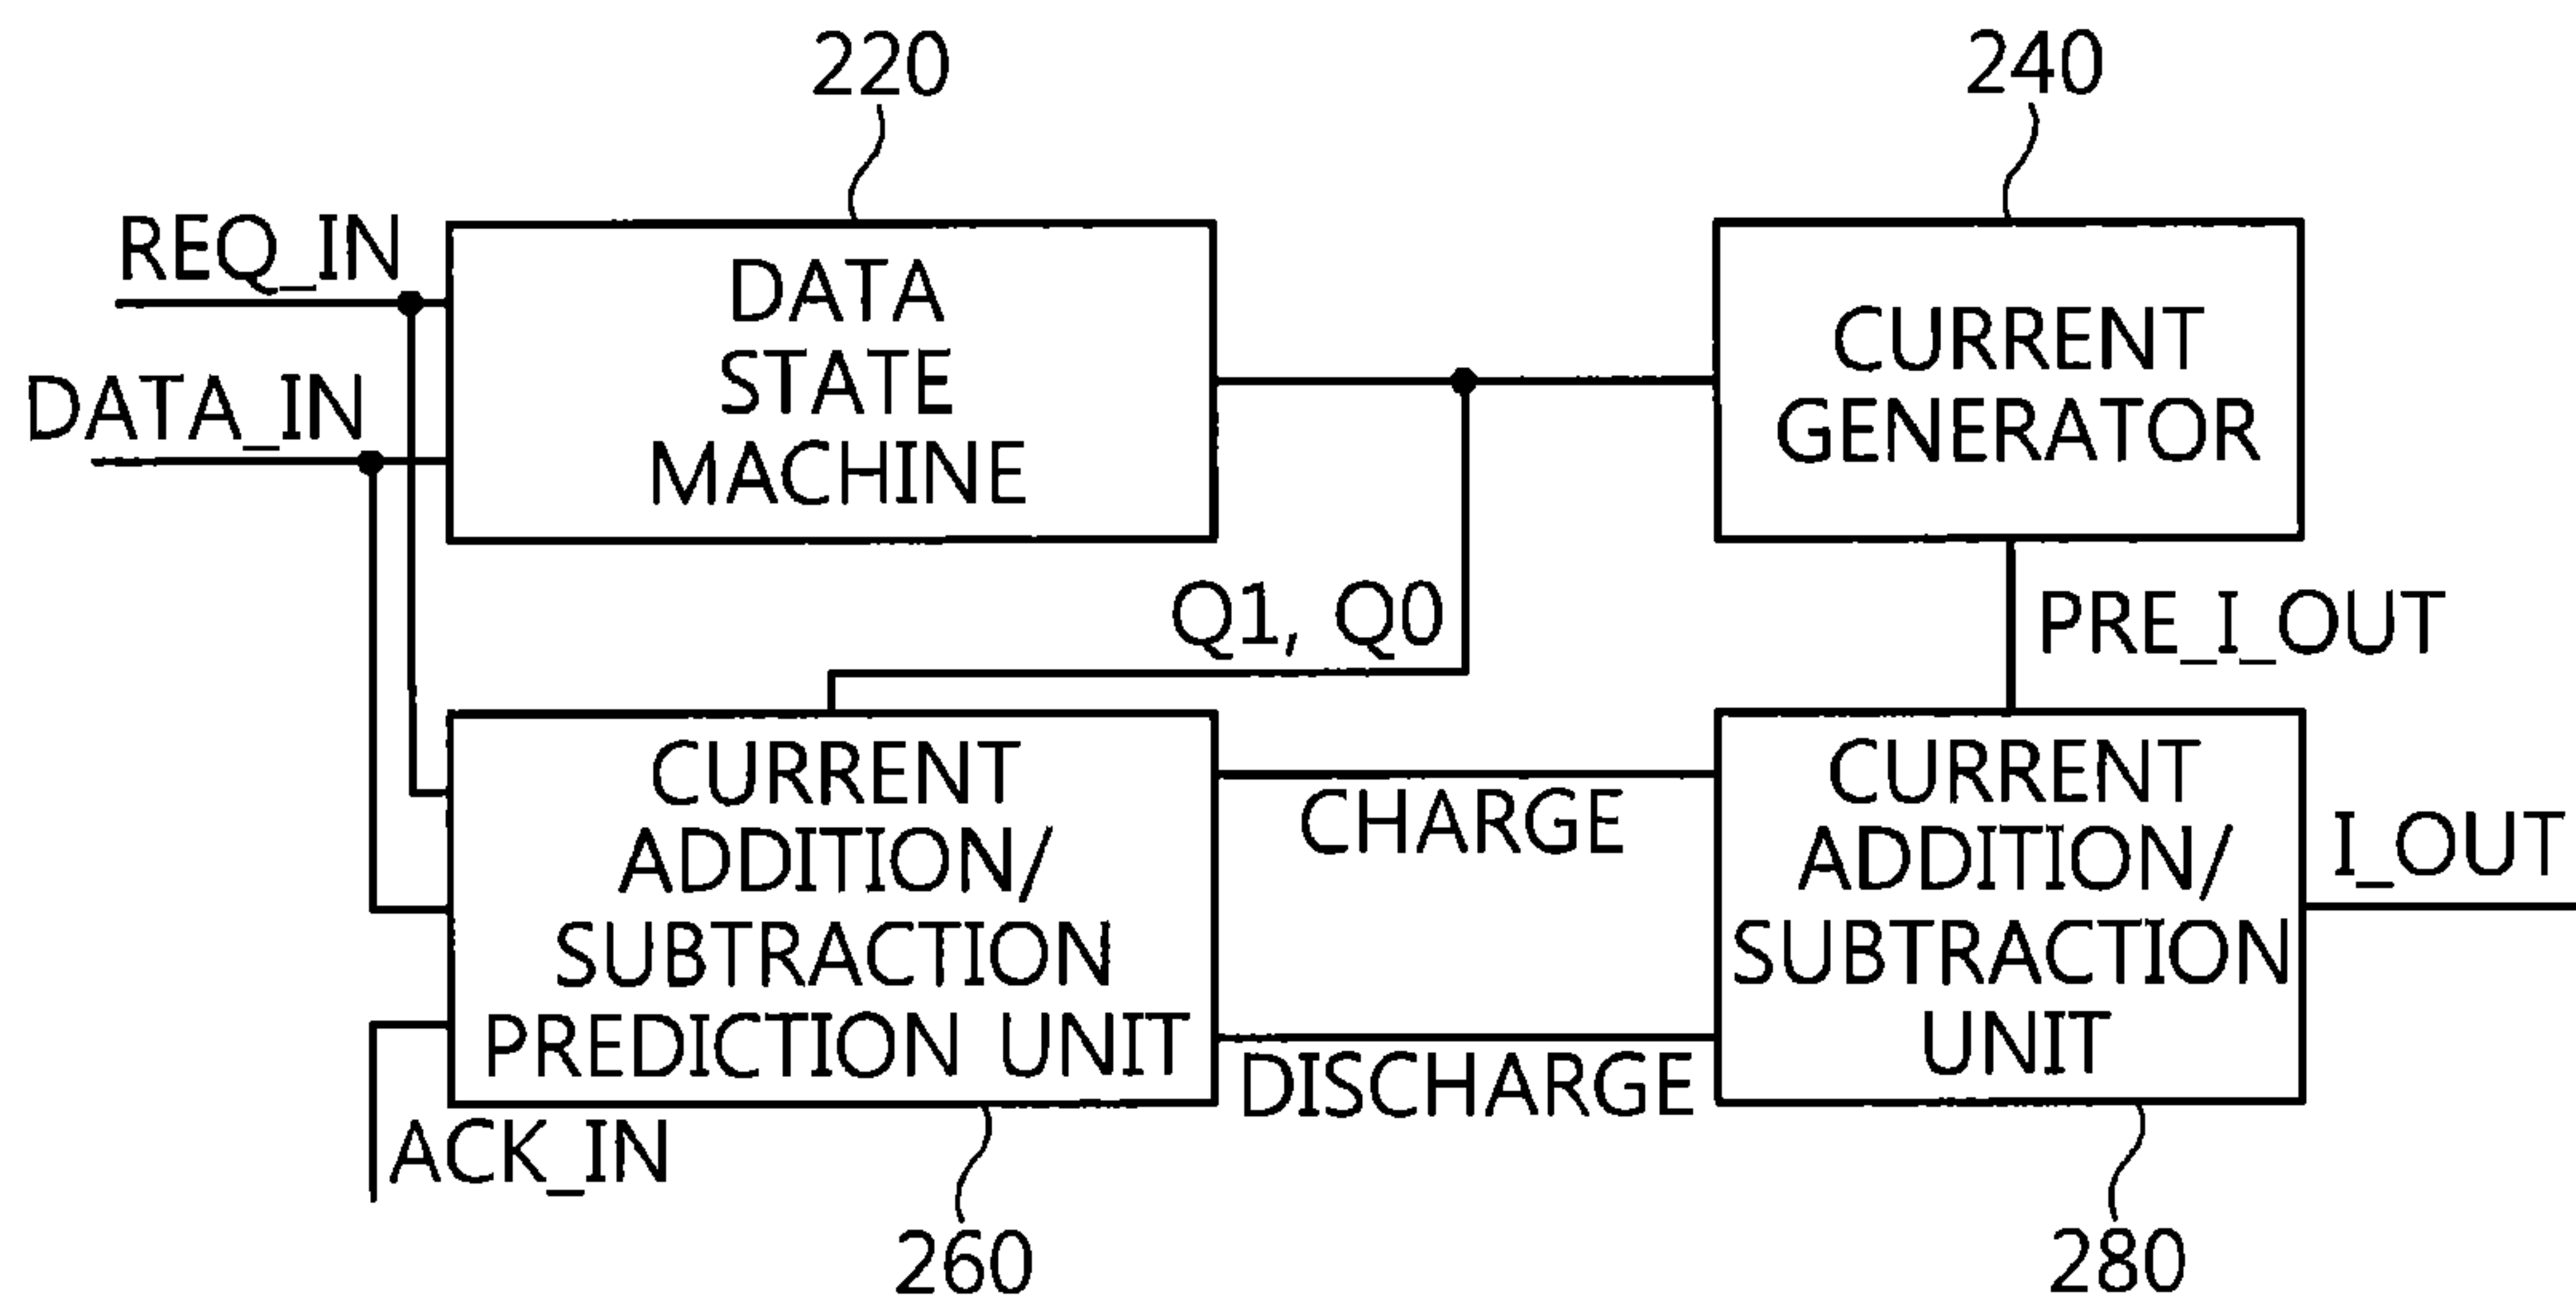 220
240
REQ_IN
DATA_IN
DATA
STATE
MACHINE
CURRENT
GENERATOR
Q1, Q0
PRE_I_OUT
CURRENT
ADDITION/
SUBTRACTION
PREDICTION UNIT
CHARGE
DISCHARGE
CURRENT
ADDITION/
SUBTRACTION
UNIT
I_OUT
ACK_IN
260
280